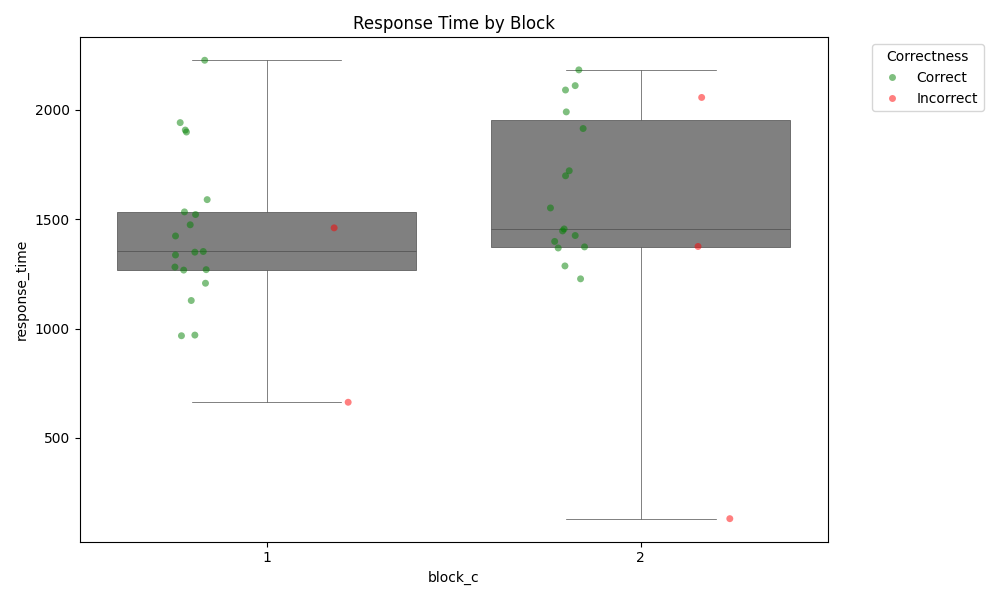 Response Time by Block
Correctness
Correct
Incorrect
response_time
2000
1500
1000
500
1
2
block_c